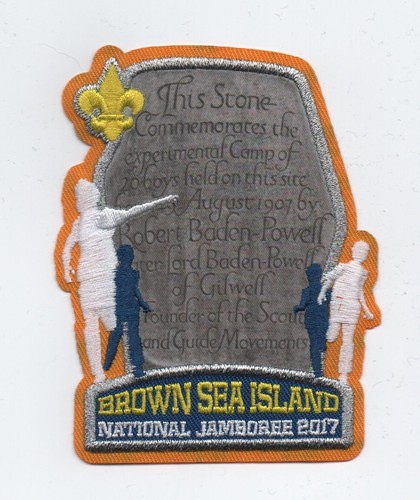 This Stone
Commemorates the
experimental Camp of
20 boys held on this site
August 1907 by
Robert Baden-Powell
Lord Baden-Powell
of Gilwell
Founder of the Scout
and Guide Movements
BROWN SEA ISLAND
NATIONAL JAMBOREE 2017